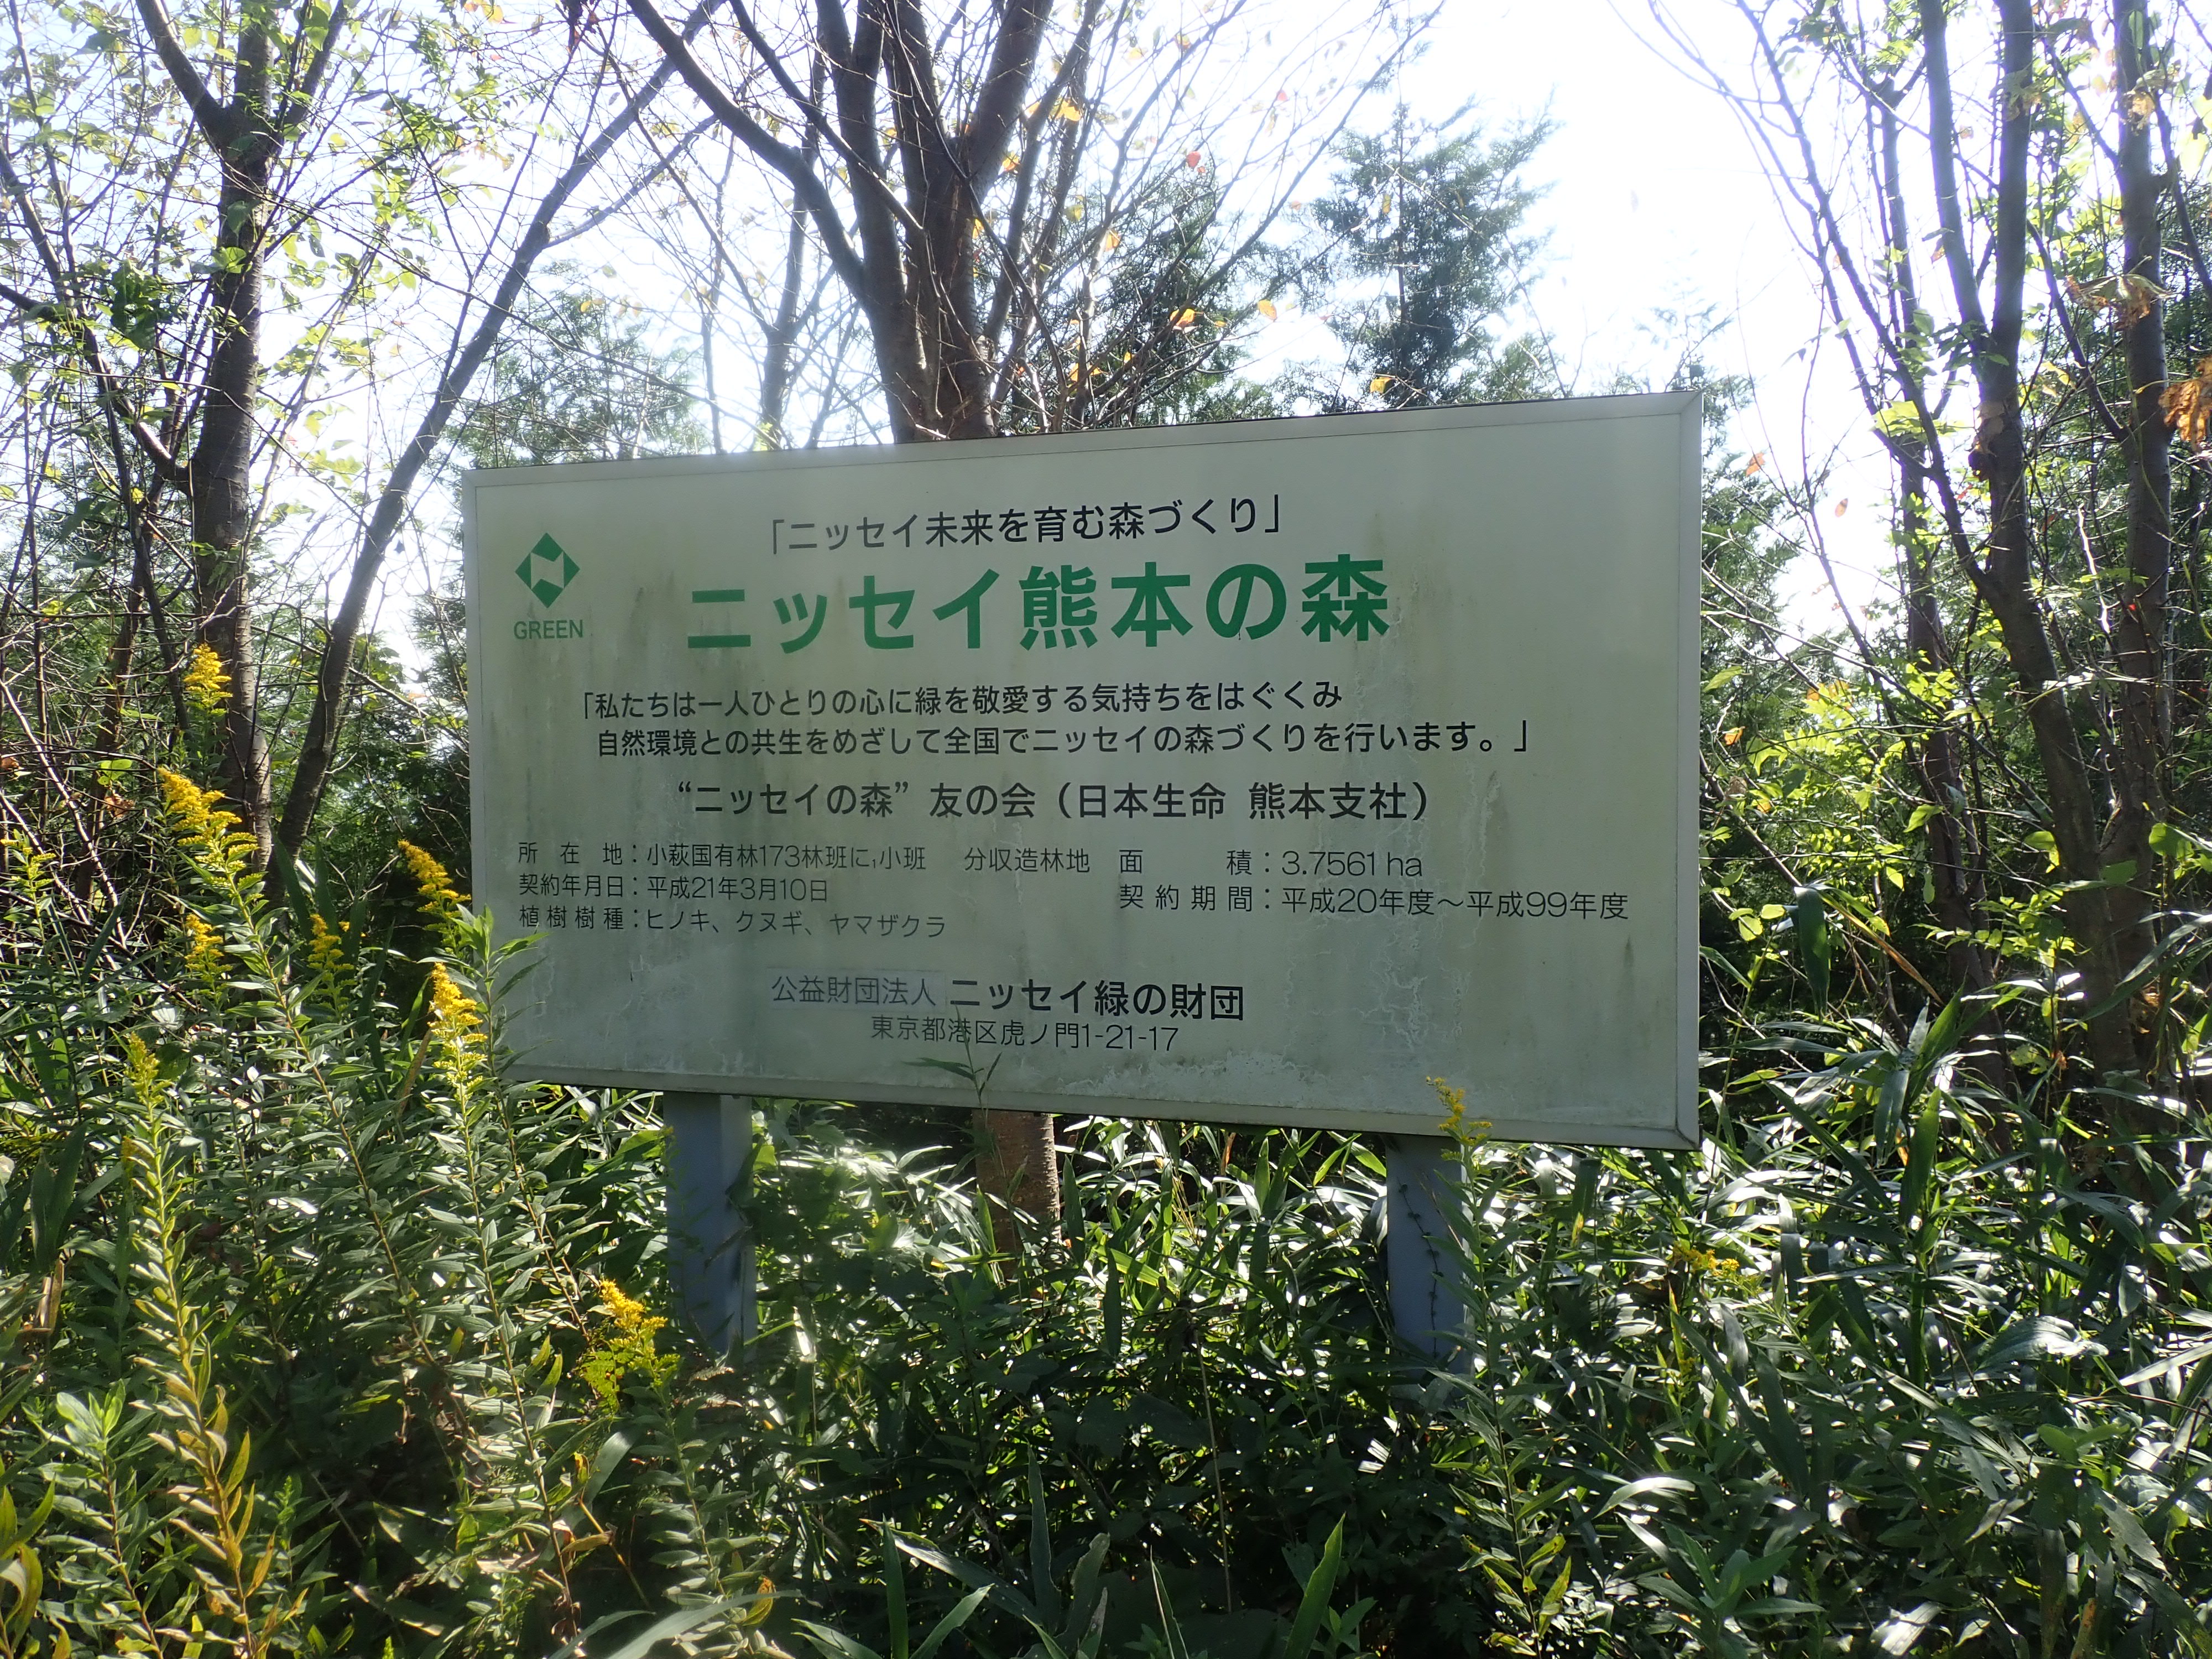 「ニッセイ未来を育む森づくり」
GREEN
ニッセイ熊本の森
「私たちは一人ひとりの心に緑を敬愛する気持ちをはぐくみ
自然環境との共生をめざして全国でニッセイの森づくりを行います。」
“ニッセイの森” 友の会（日本生命 熊本支社）
所在地：小萩国有林173林班に1小班 分収造林地 面積：3.7561 ha
契約年月日：平成21年3月10日 契約期間：平成20年度～平成99年度
植樹樹種：ヒノキ、クヌギ、ヤマザクラ
公益財団法人 ニッセイ緑の財団
東京都港区虎ノ門1-21-17